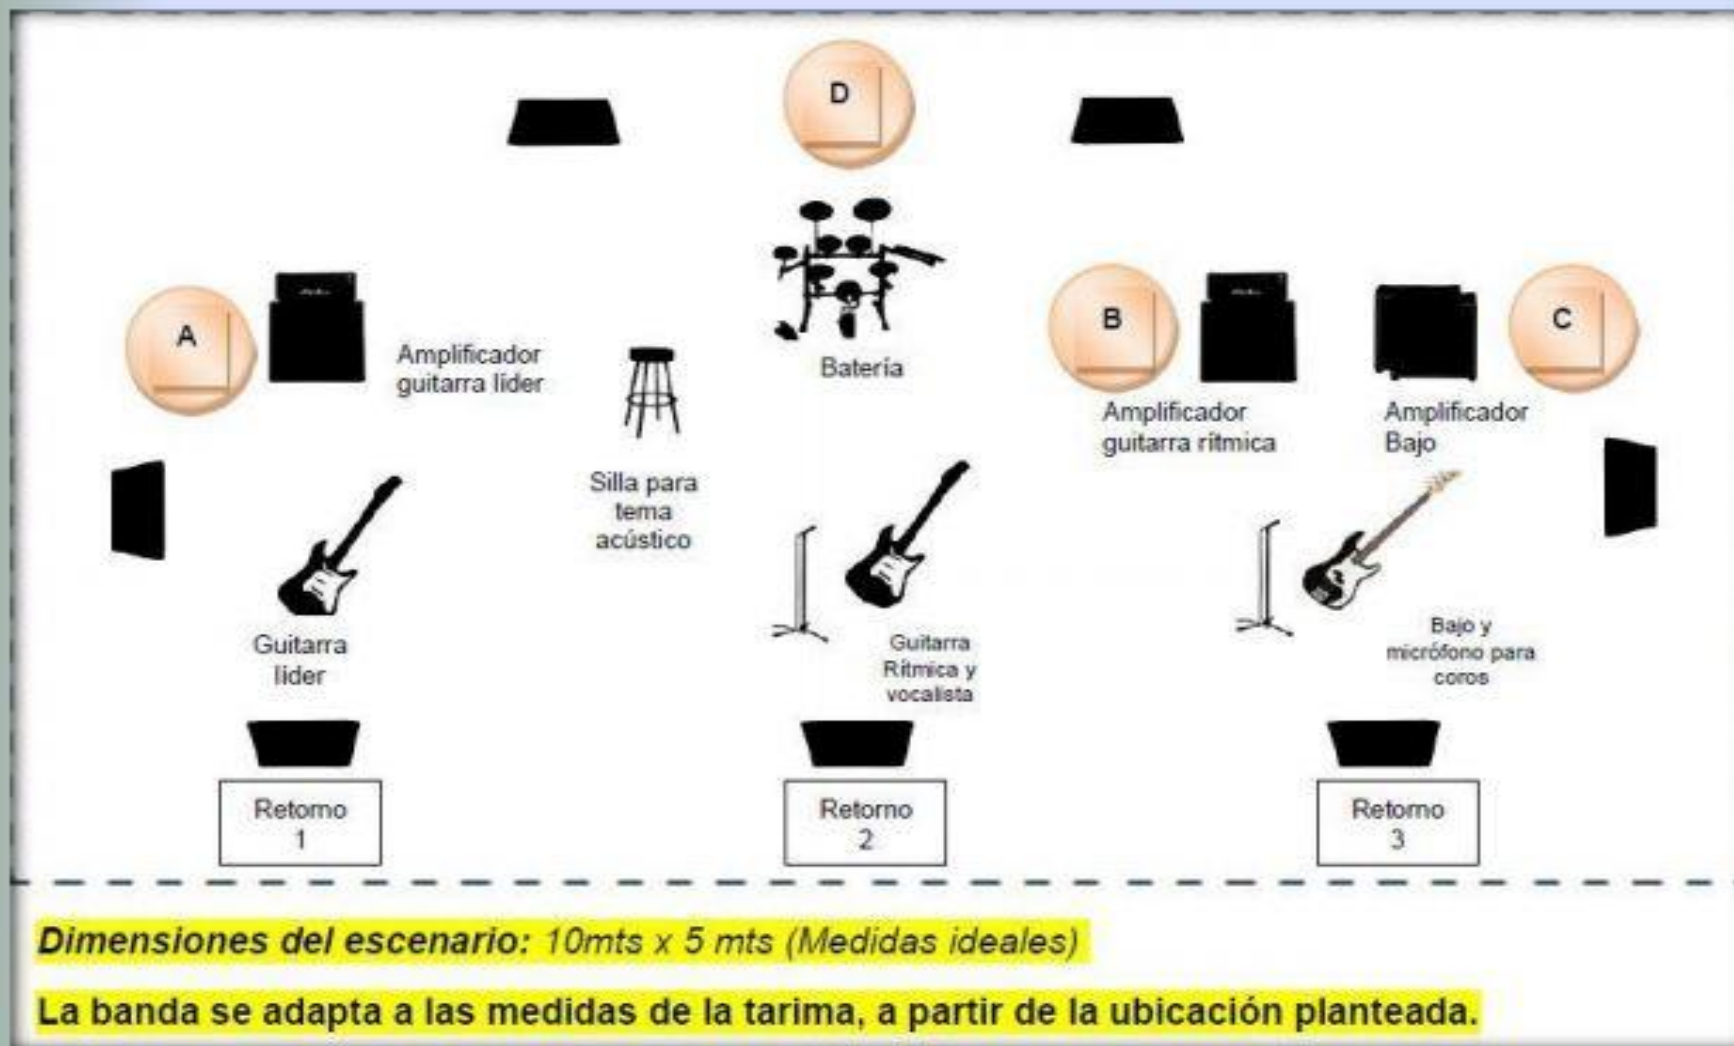 D
A
B
C
Amplificador
guitarra lider
Batería
Amplificador
guitarra rítmica
Amplificador
Bajo
Silla para
tema
acústico
Guitarra
líder
Guitarra
Rítmica y
vocalista
Bajo y
micrófono para
coros
Retorno
1
Retorno
2
Retorno
3
Dimensiones del escenario: 10mts x 5 mts (Medidas ideales)
La banda se adapta a las medidas de la tarima, a partir de la ubicación planteada.